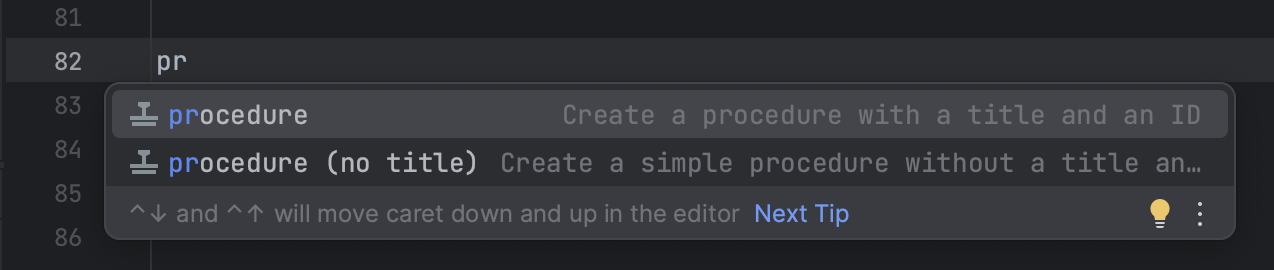 81
82 pr
83
procedure Create a procedure with a title and an ID
84
procedure (no title) Create a simple procedure without a title an…
85
^↓ and ^↑ will move caret down and up in the editor Next Tip
86